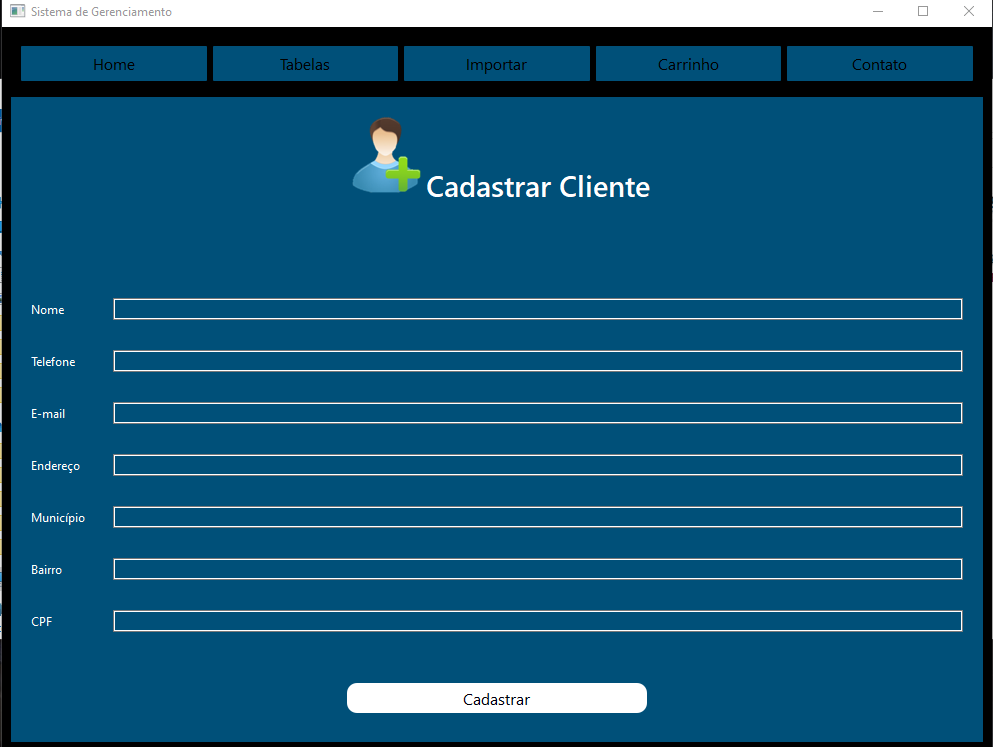 Sistema de Gerenciamento
Home Tabelas Importar Carrinho Contato
Cadastrar Cliente
Nome
Telefone
E-mail
Endereço
Município
Bairro
CPF
Cadastrar